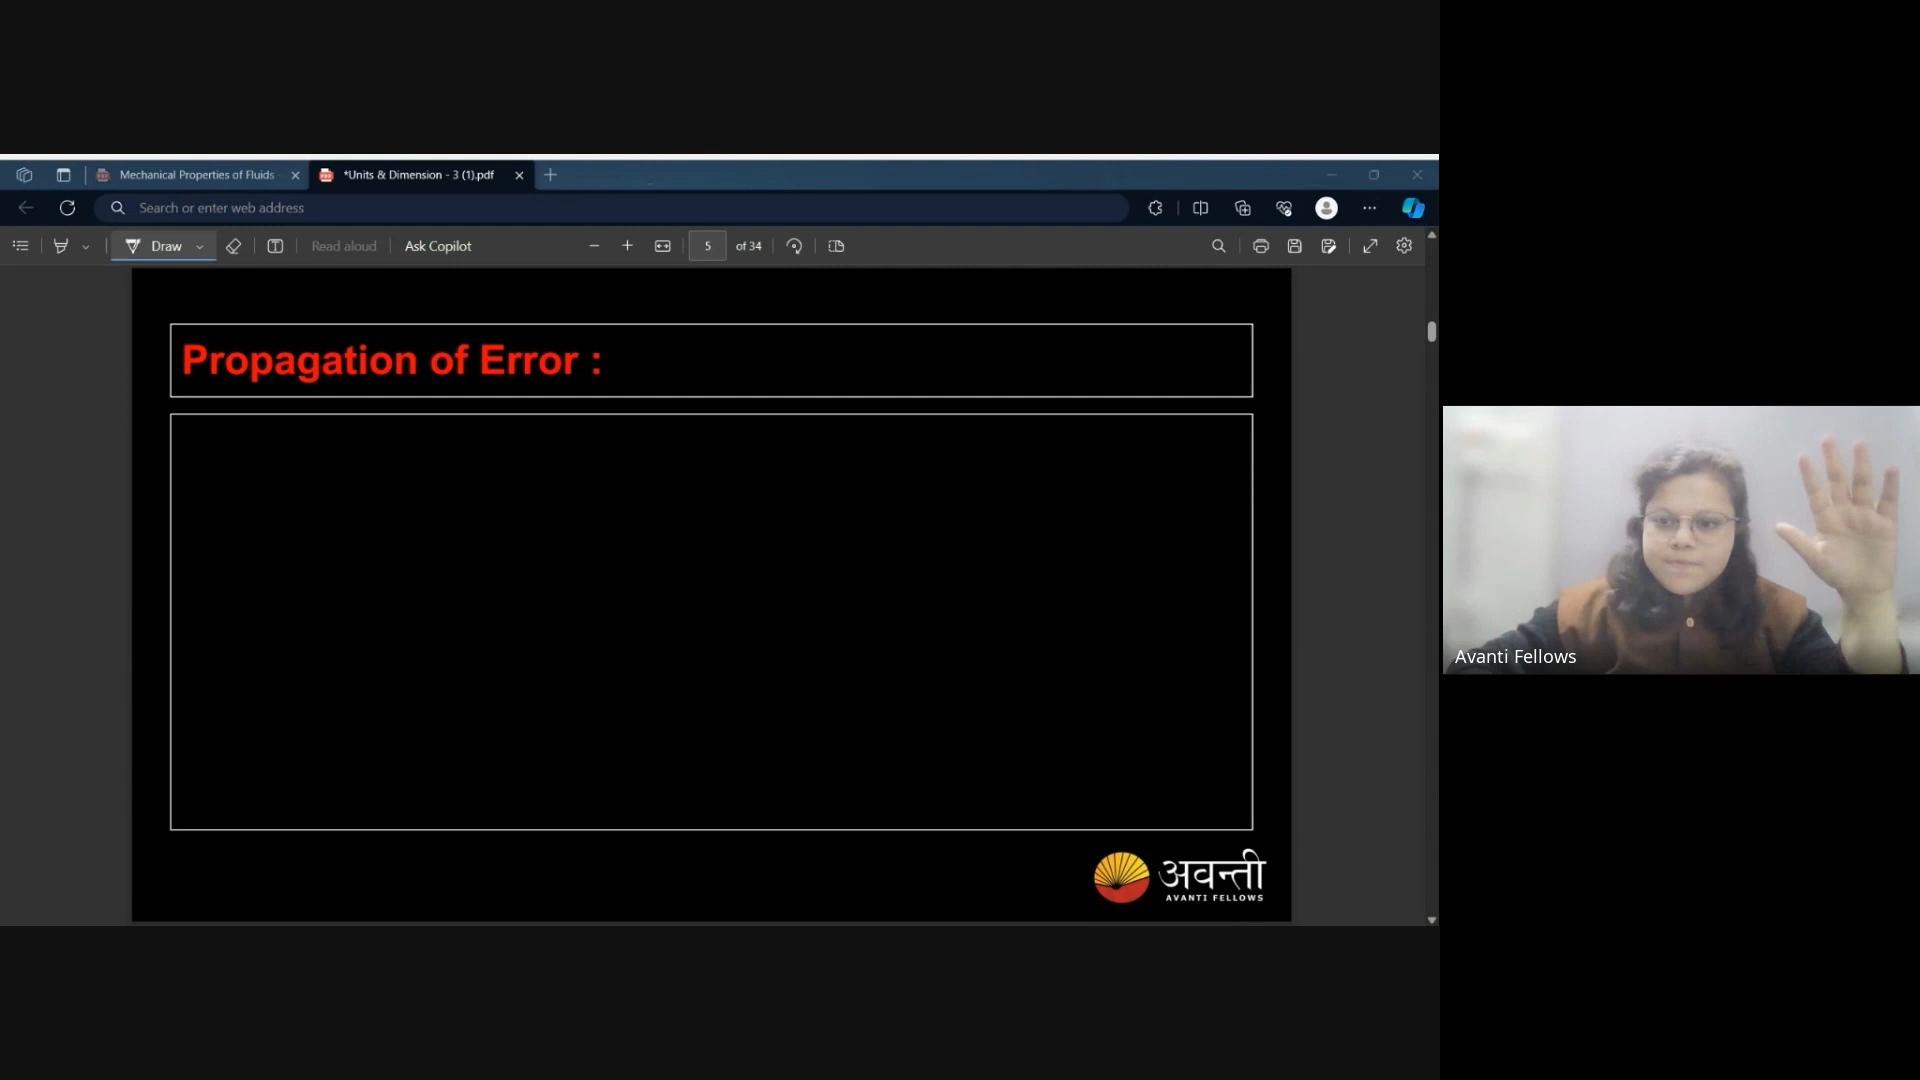 Mechanical Properties of Fluids
*Units & Dimension - 3 (1).pdf
Search or enter web address
Draw
Read aloud
Ask Copilot
5
of 34
Propagation of Error :
अवन्ती
AVANTI FELLOWS
Avanti Fellows